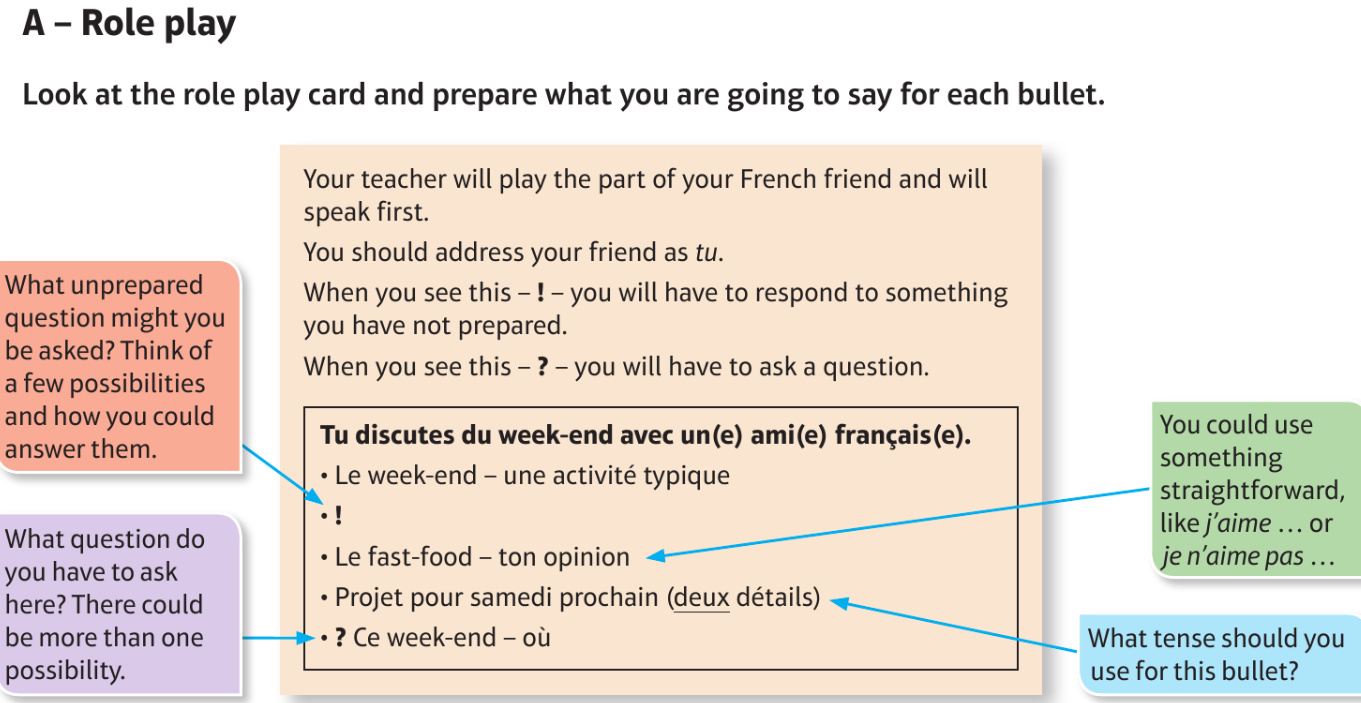 A – Role play
Look at the role play card and prepare what you are going to say for each bullet.
Your teacher will play the part of your French friend and will
speak first.
You should address your friend as tu.
When you see this – ! – you will have to respond to something
you have not prepared.
When you see this – ? – you will have to ask a question.
What unprepared
question might you
be asked? Think of
a few possibilities
and how you could
answer them.
Tu discutes du week-end avec un(e) ami(e) français(e).
• Le week-end – une activité typique
• !
• Le fast-food – ton opinion
• Projet pour samedi prochain (deux détails)
• ? Ce week-end – où
You could use
something
straightforward,
like j'aime … or
je n'aime pas …
What question do
you have to ask
here? There could
be more than one
possibility.
What tense should you
use for this bullet?